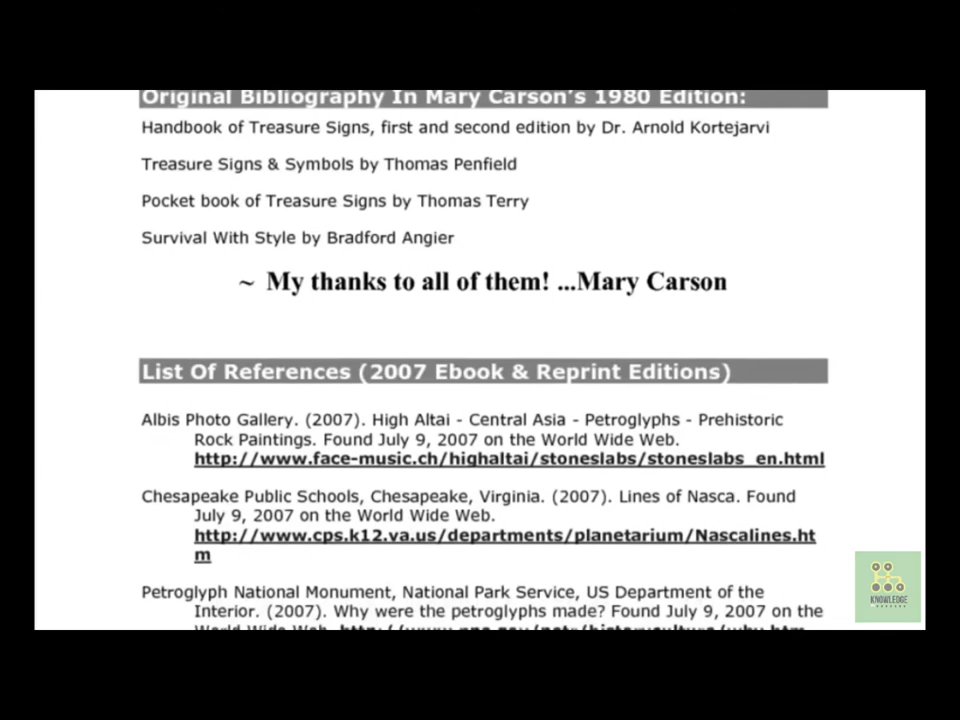 Original Bibliography In Mary Carson's 1980 Edition:
Handbook of Treasure Signs, first and second edition by Dr. Arnold Kortejarvi
Treasure Signs & Symbols by Thomas Penfield
Pocket book of Treasure Signs by Thomas Terry
Survival With Style by Bradford Angier
~ My thanks to all of them! ...Mary Carson
List Of References (2007 Ebook & Reprint Editions)
Albis Photo Gallery. (2007). High Altai - Central Asia - Petroglyphs - Prehistoric
Rock Paintings. Found July 9, 2007 on the World Wide Web.
http://www.face-music.ch/highaltai/stoneslabs/stoneslabs_en.html
Chesapeake Public Schools, Chesapeake, Virginia. (2007). Lines of Nasca. Found
July 9, 2007 on the World Wide Web.
http://www.cps.k12.va.us/departments/planetarium/Nascalines.ht
m
Petroglyph National Monument, National Park Service, US Department of the
Interior. (2007). Why were the petroglyphs made? Found July 9, 2007 on the
World Wide Web.
KNOWLEDGE